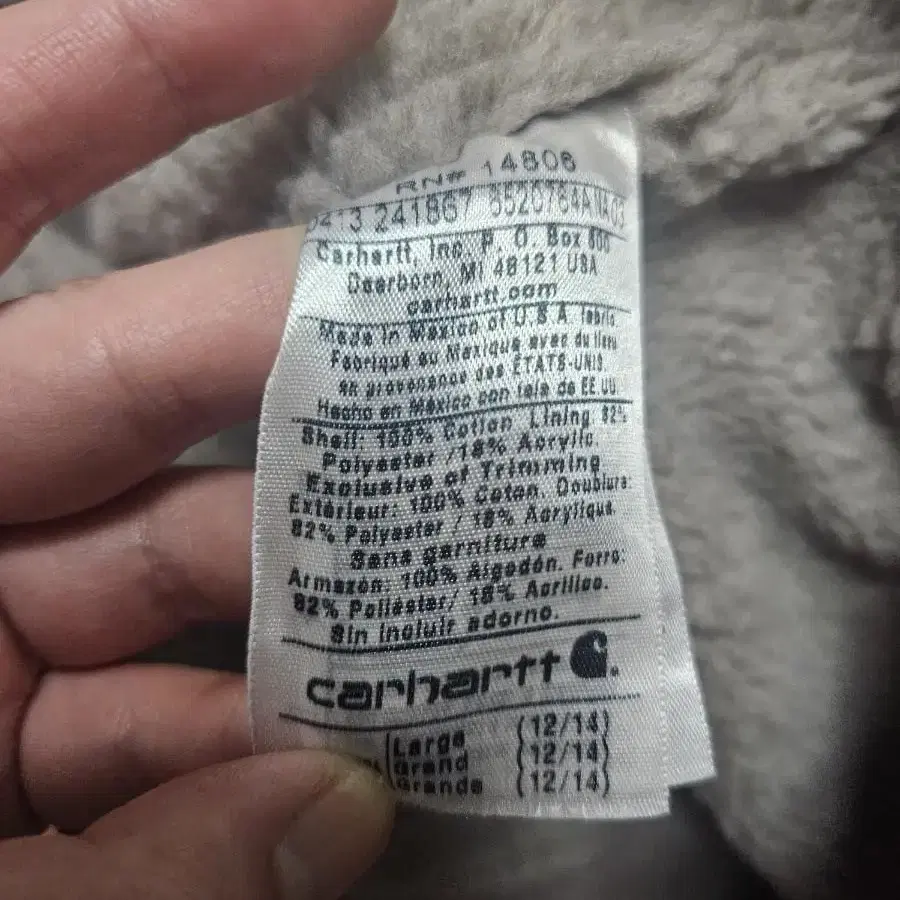 RN# 14806
0413 241867 5520784ANA03
Carharlt, Inc. P. O. Box 600
Dearborn, MI 48121 USA
carhartt.com
Made in Mexico of U S A fabric
Fabriqué au Mexique avec du tissu
en provenance des ÉTATS-UNIS.
Hecho en México con tela de EE.UU.
Shell: 100% Cotton Lining 82%
Polyester /18% Acrylic.
Exclusive of Trimming.
Extérieur: 100% Coton. Doublure:
82% Polyester / 18% Acrylique.
Sans garniture
Armazón: 100% Algodón. Forro:
82% Poliéster/ 18% Acrílico.
Sin incluir adorno.
carhartt
Large (12/14)
Grand (12/14)
Grande (12/14)